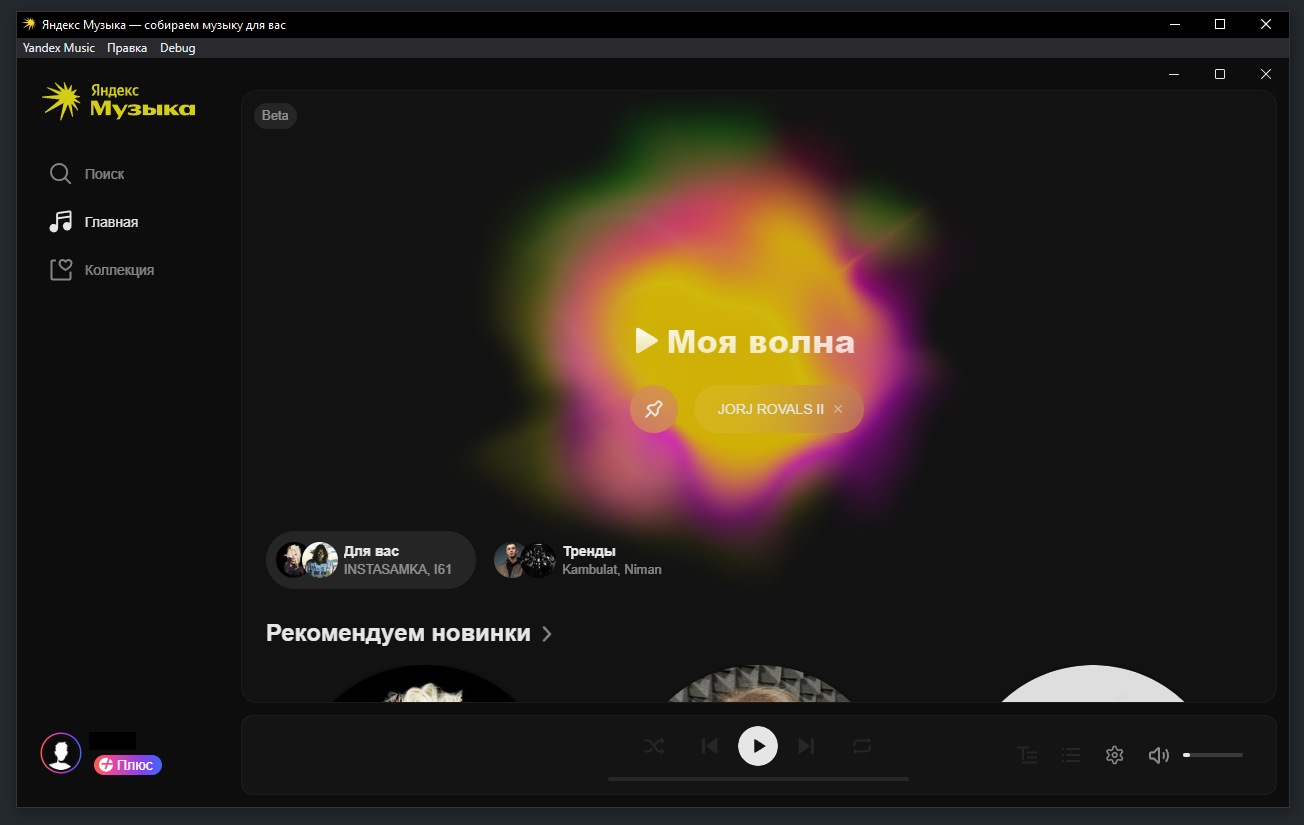 Яндекс Музыка — собираем музыку для вас
Yandex Music Правка Debug
Яндекс
Музыка
Beta
Поиск
Главная
Коллекция
Моя волна
JORJ ROVALS II
Для вас
INSTASAMKA, I61
Тренды
Kambulat, Niman
Рекомендуем новинки
Плюс